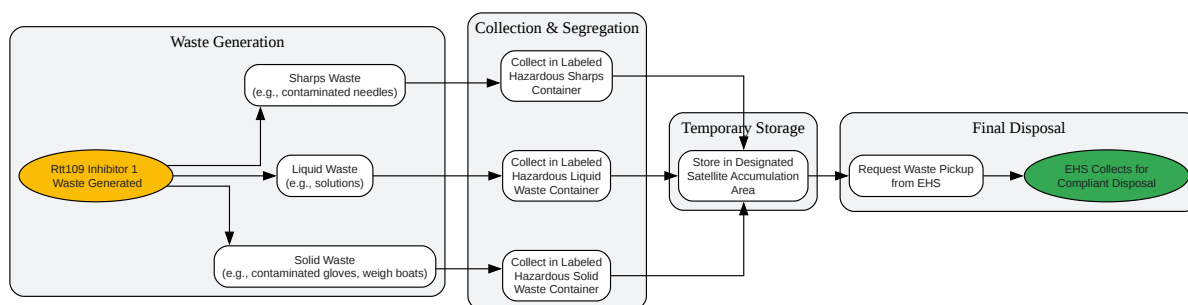 Waste Generation
Rtt109 Inhibitor 1
Waste Generated
Sharps Waste
(e.g., contaminated needles)
Liquid Waste
(e.g., solutions)
Solid Waste
(e.g., contaminated gloves, weigh boats)
Collection & Segregation
Collect in Labeled
Hazardous Sharps
Container
Collect in Labeled
Hazardous Liquid
Waste Container
Collect in Labeled
Hazardous Solid
Waste Container
Temporary Storage
Store in Designated
Satellite Accumulation
Area
Final Disposal
Request Waste Pickup
from EHS
EHS Collects for
Compliant Disposal